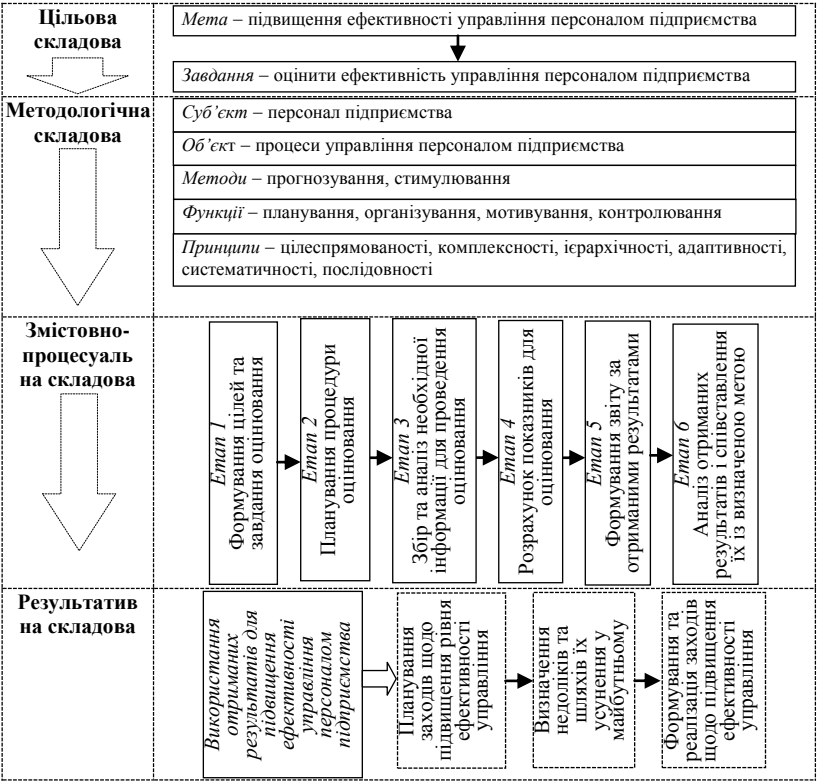 Цільова
складова
Мета – підвищення ефективності управління персоналом підприємства
Завдання – оцінити ефективність управління персоналом підприємства
Методологічна
складова
Суб’єкт – персонал підприємства
Об’єкт – процеси управління персоналом підприємства
Методи – прогнозування, стимулювання
Функції – планування, організування, мотивування, контролювання
Принципи – цілеспрямованості, комплексності, ієрархічності, адаптивності,
систематичності, послідовності
Змістовно-
процесуаль
на складова
Етап 1
Формування цілей та
завдання оцінювання
Етап 2
Планування процедури
оцінювання
Етап 3
Збір та аналіз необхідної
інформації для проведення
оцінювання
Етап 4
Розрахунок показників для
оцінювання
Етап 5
Формування звіту за
отриманими результатами
Етап 6
Аналіз отриманих
результатів і співставлення
їх із визначеною метою
Результатив
на складова
Використання
отриманих
результатів для
підвищення
ефективності
управління
персоналом
підприємства
Планування
заходів щодо
підвищення рівня
ефективності
управління
Визначення
недоліків та
шляхів їх
усунення у
майбутньому
Формування та
реалізація заходів
щодо підвищення
ефективності
управління